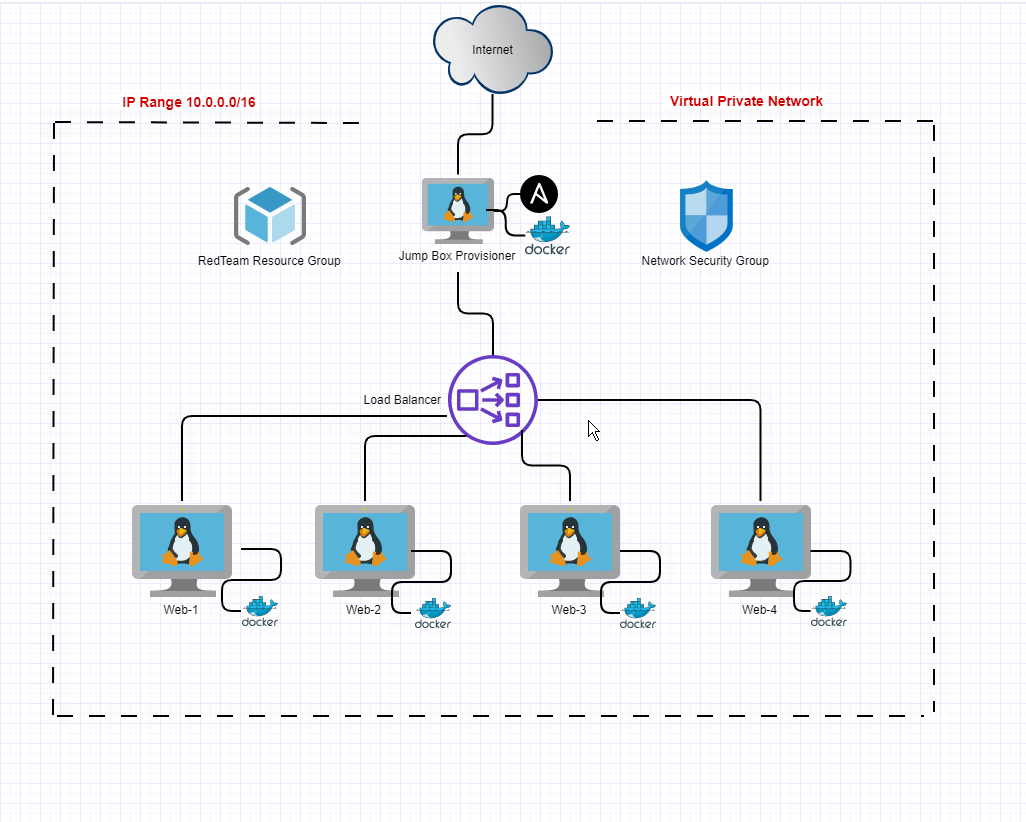 Internet
IP Range 10.0.0.0/16
Virtual Private Network
RedTeam Resource Group
Jump Box Provisioner
docker
Network Security Group
Load Balancer
Web-1
docker
Web-2
docker
Web-3
docker
Web-4
docker